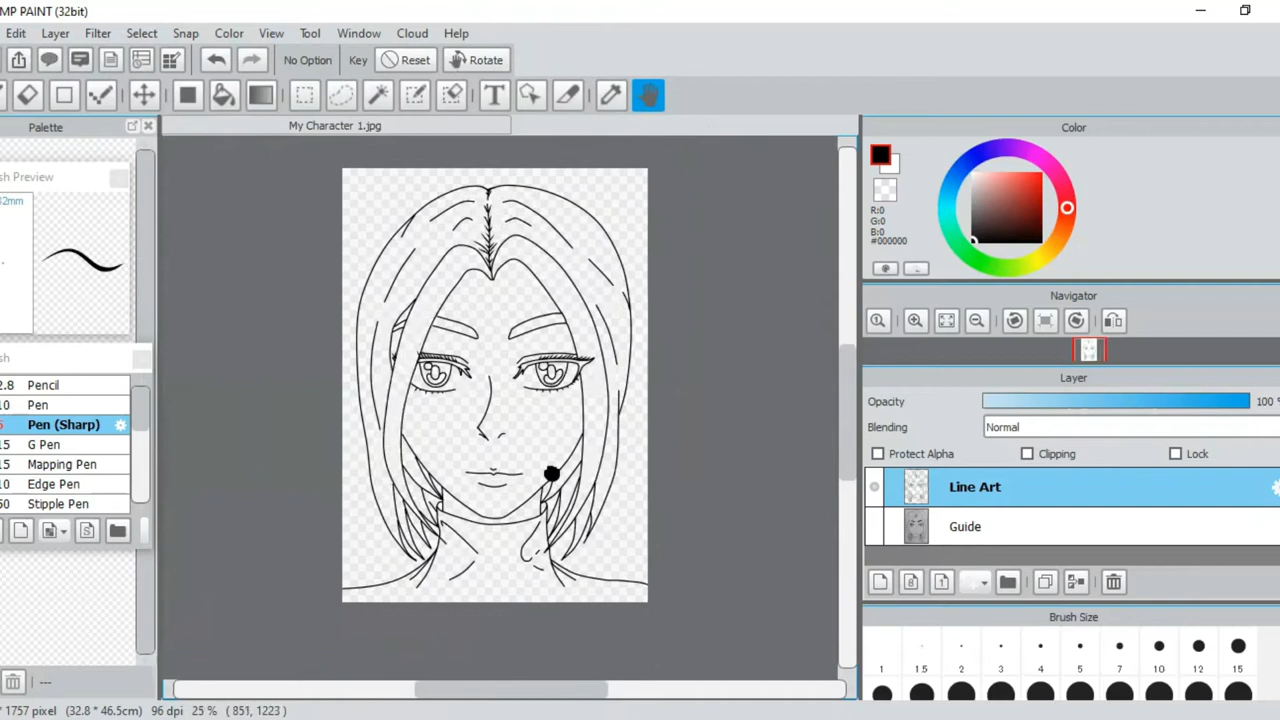 MP PAINT (32bit)
Edit Layer Filter Select Snap Color View Tool Window Cloud Help
No Option Key Reset Rotate
T
Palette My Character 1.jpg Color
sh Preview
32mm
R:0
G:0
B:0
#000000
Navigator
sh
Layer
2.8 Pencil
Opacity 100 %
10 Pen
5 Pen (Sharp)
Blending Normal
15 G Pen
Protect Alpha Clipping Lock
15 Mapping Pen
10 Edge Pen
Line Art
50 Stipple Pen
Guide
Brush Size
1 1.5 2 3 4 5 7 10 12 15
---
* 1757 pixel (32.8 * 46.5cm) 96 dpi 25 % ( 851, 1223 )